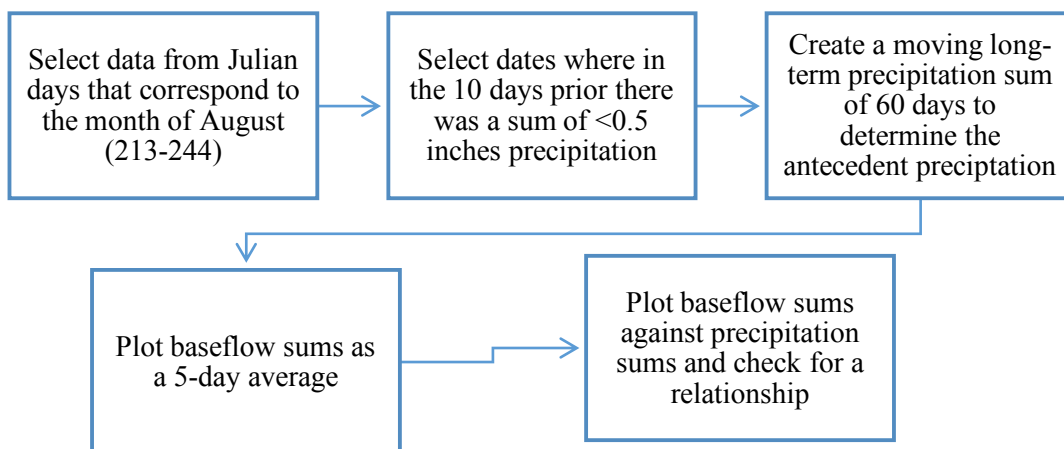 Select data from Julian
days that correspond to
the month of August
(213-244)
Select dates where in
the 10 days prior there
was a sum of <0.5
inches precipitation
Create a moving long-
term precipitation sum
of 60 days to
determine the
antecedent preciptation
Plot baseflow sums as
a 5-day average
Plot baseflow sums
against precipitation
sums and check for a
relationship